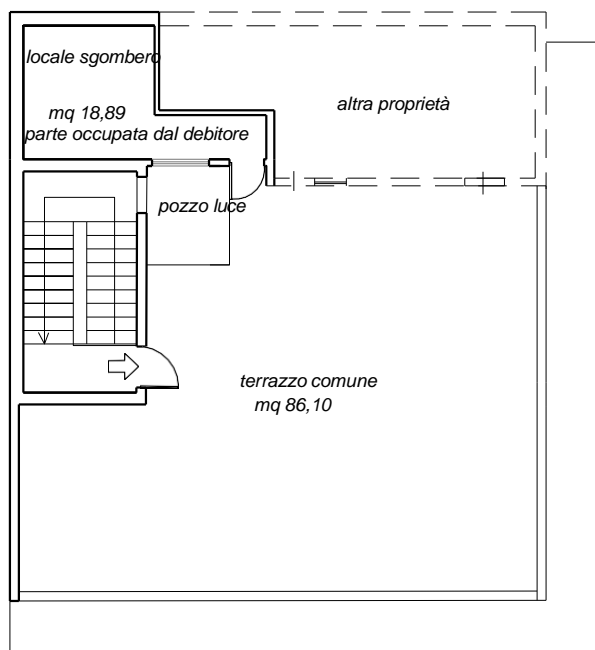 locale sgombero
mq 18,89
parte occupata dal debitore
altra proprietà
pozzo luce
terrazzo comune
mq 86,10